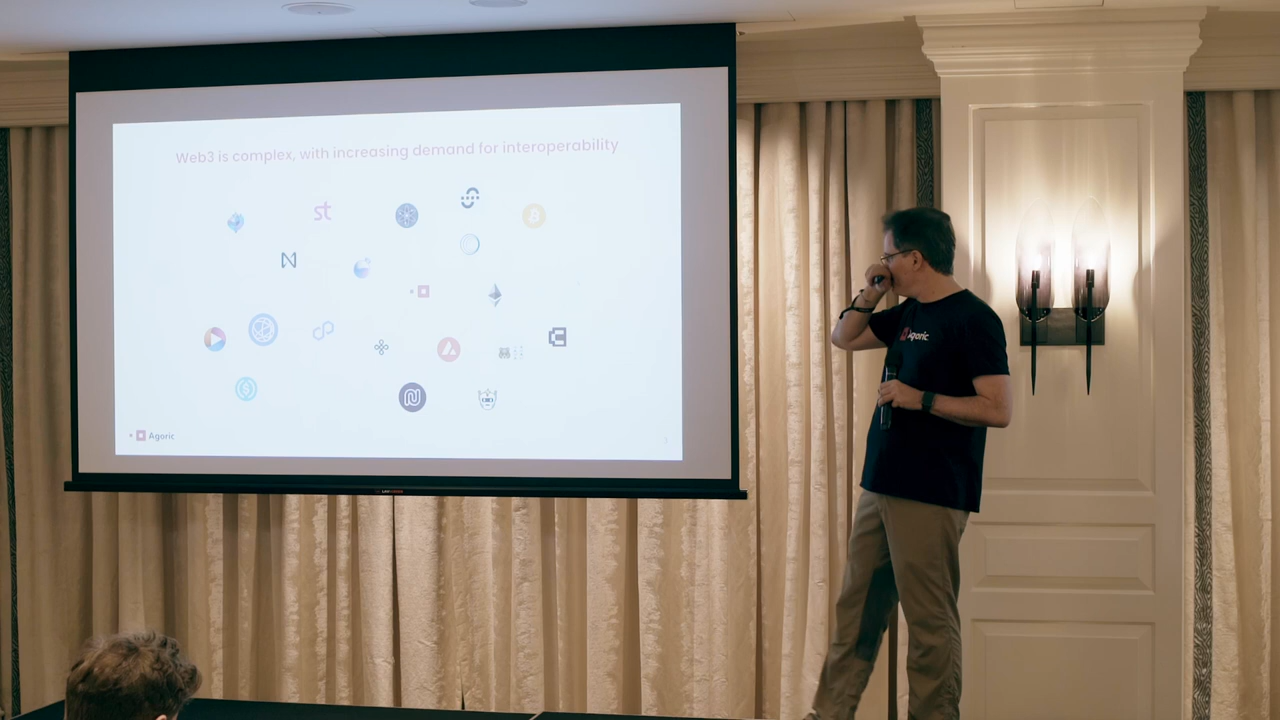 Web3 is complex, with increasing demand for interoperability
st
Agoric
Agoric